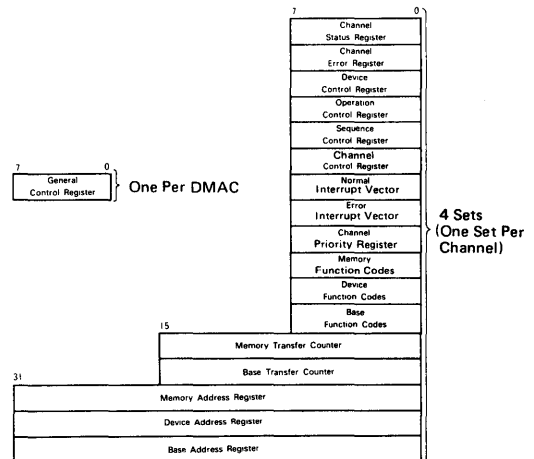 7 0
Channel
Status Register
Channel
Error Register
Device
Control Register
Operation
Control Register
Sequence
Control Register
Channel
Control Register
Normal
Interrupt Vector
Error
Interrupt Vector
Channel
Priority Register
Memory
Function Codes
Device
Function Codes
Base
Function Codes
7 0
General
Control Register
One Per DMAC
4 Sets
(One Set Per
Channel)
15
Memory Transfer Counter
Base Transfer Counter
31
Memory Address Register
Device Address Register
Base Address Register